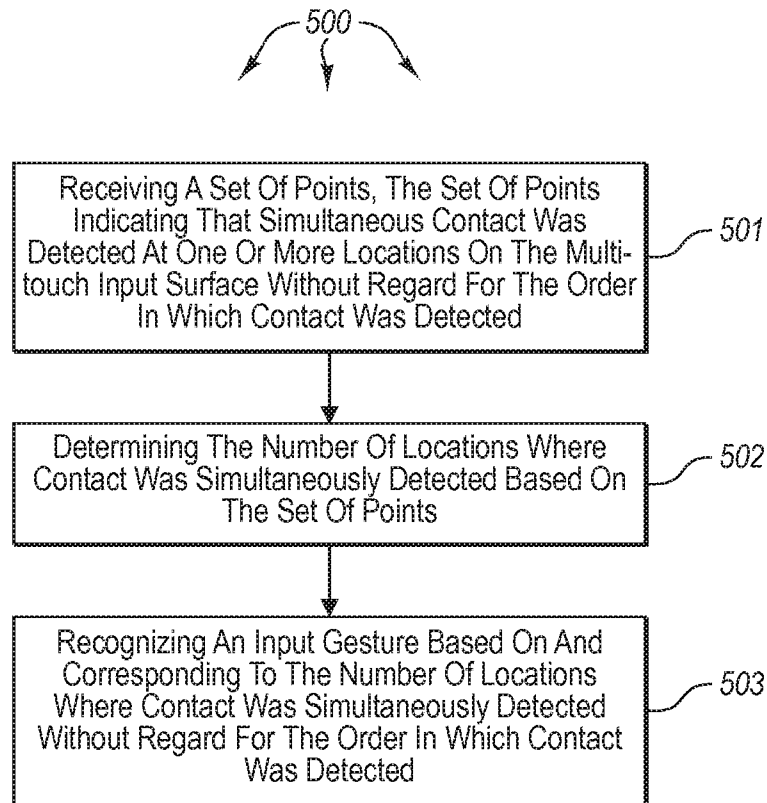 500
Receiving A Set Of Points, The Set Of Points
Indicating That Simultaneous Contact Was
Detected At One Or More Locations On The Multi-
touch Input Surface Without Regard For The Order
In Which Contact Was Detected
501
Determining The Number Of Locations Where
Contact Was Simultaneously Detected Based On
The Set Of Points
502
Recognizing An Input Gesture Based On And
Corresponding To The Number Of Locations
Where Contact Was Simultaneously Detected
Without Regard For The Order In Which Contact
Was Detected
503